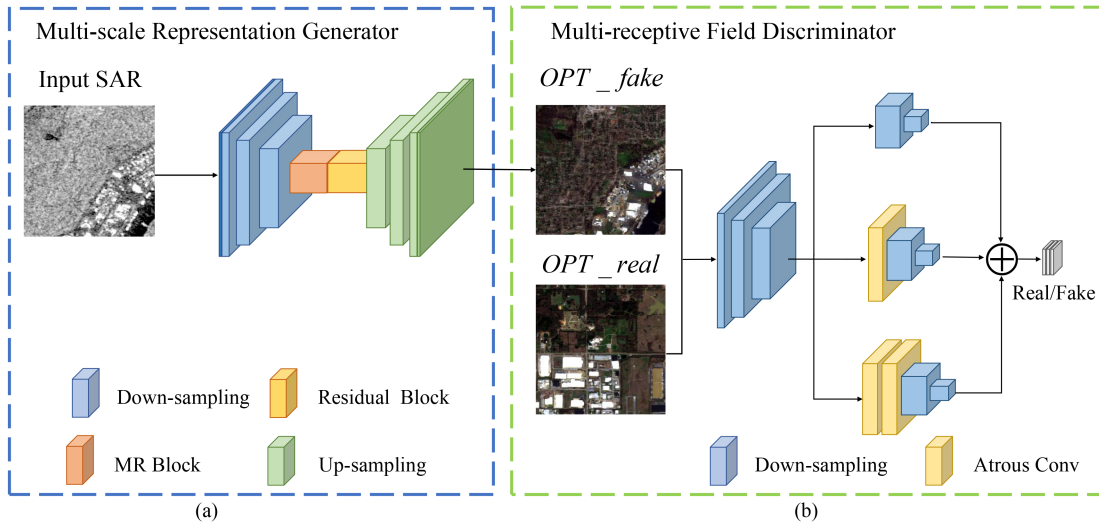 Multi-scale Representation Generator
Input SAR
Down-sampling
Residual Block
MR Block
Up-sampling
(a)
Multi-receptive Field Discriminator
OPT _ fake
OPT _ real
Real/Fake
Down-sampling
Atrous Conv
(b)